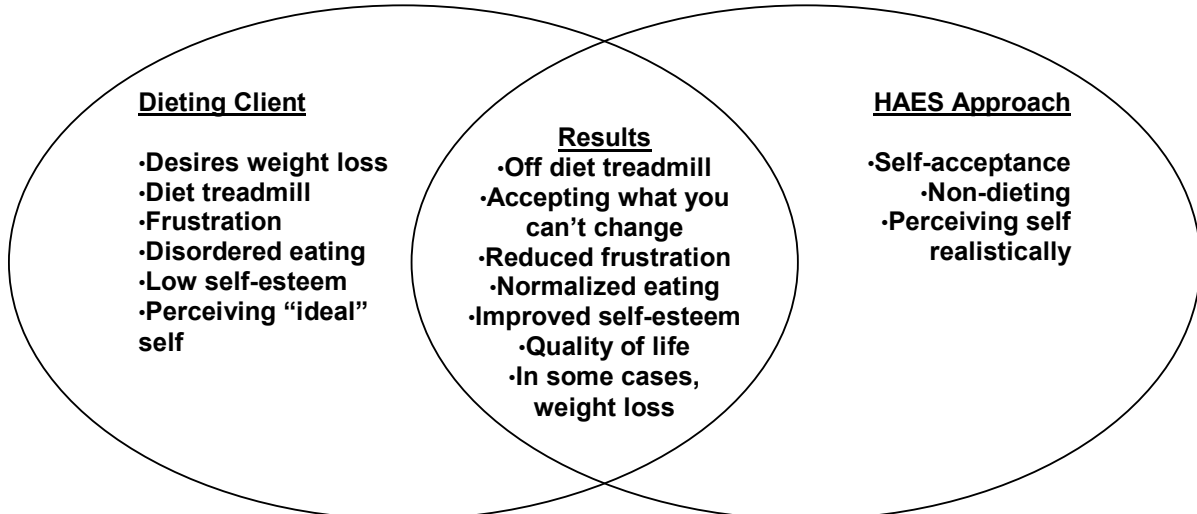 Dieting Client
•Desires weight loss
•Diet treadmill
•Frustration
•Disordered eating
•Low self-esteem
•Perceiving “ideal”
self
Results
•Off diet treadmill
•Accepting what you
can’t change
•Reduced frustration
•Normalized eating
•Improved self-esteem
•Quality of life
•In some cases,
weight loss
HAES Approach
•Self-acceptance
•Non-dieting
•Perceiving self
realistically